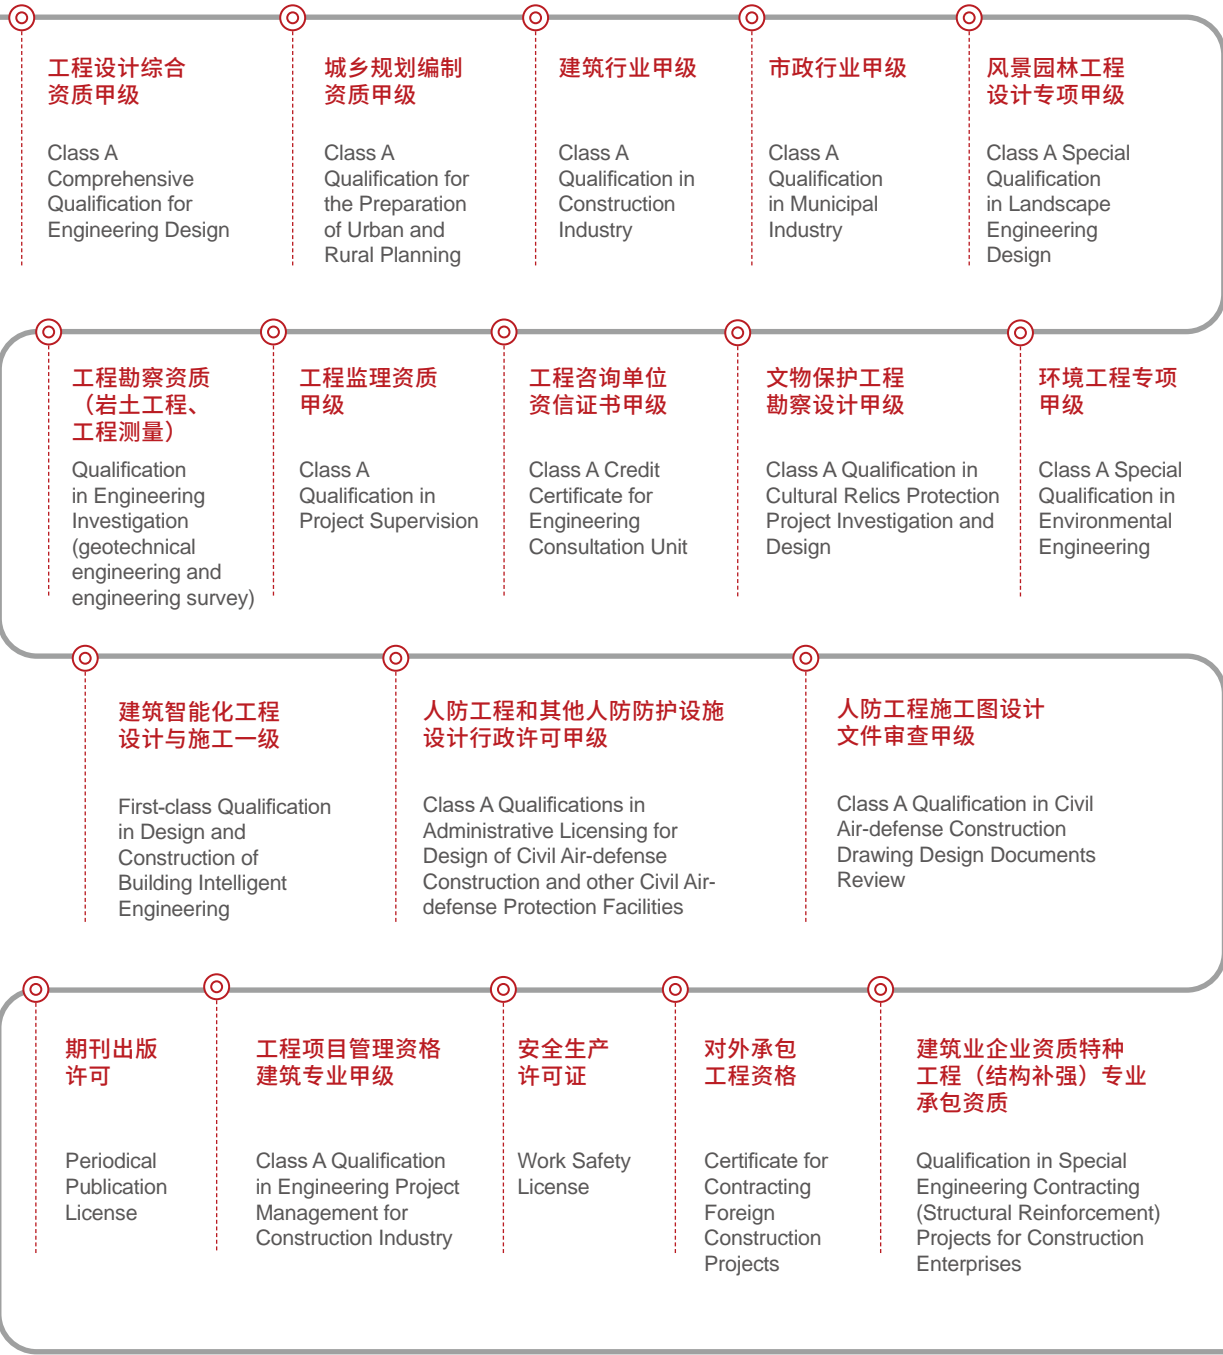 工程设计综合
资质甲级
Class A
Comprehensive
Qualification for
Engineering Design
城乡规划编制
资质甲级
Class A
Qualification for
the Preparation
of Urban and
Rural Planning
建筑行业甲级
Class A
Qualification in
Construction
Industry
市政行业甲级
Class A
Qualification
in Municipal
Industry
风景园林工程
设计专项甲级
Class A Special
Qualification
in Landscape
Engineering
Design
工程勘察资质
（岩土工程、
工程测量）
Qualification
in Engineering
Investigation
(geotechnical
engineering and
engineering survey)
工程监理资质
甲级
Class A
Qualification in
Project Supervision
工程咨询单位
资信证书甲级
Class A Credit
Certificate for
Engineering
Consultation Unit
文物保护工程
勘察设计甲级
Class A Qualification in
Cultural Relics Protection
Project Investigation and
Design
环境工程专项
甲级
Class A Special
Qualification in
Environmental
Engineering
建筑智能化工程
设计与施工一级
First-class Qualification
in Design and
Construction of
Building Intelligent
Engineering
人防工程和其他人防防护设施
设计行政许可甲级
Class A Qualifications in
Administrative Licensing for
Design of Civil Air-defense
Construction and other Civil Air-
defense Protection Facilities
人防工程施工图设计
文件审查甲级
Class A Qualification in Civil
Air-defense Construction
Drawing Design Documents
Review
期刊出版
许可
Periodical
Publication
License
工程项目管理资格
建筑专业甲级
Class A Qualification
in Engineering Project
Management for
Construction Industry
安全生产
许可证
Work Safety
License
对外承包
工程资格
Certificate for
Contracting
Foreign
Construction
Projects
建筑业企业资质特种
工程（结构补强）专业
承包资质
Qualification in Special
Engineering Contracting
(Structural Reinforcement)
Projects for Construction
Enterprises